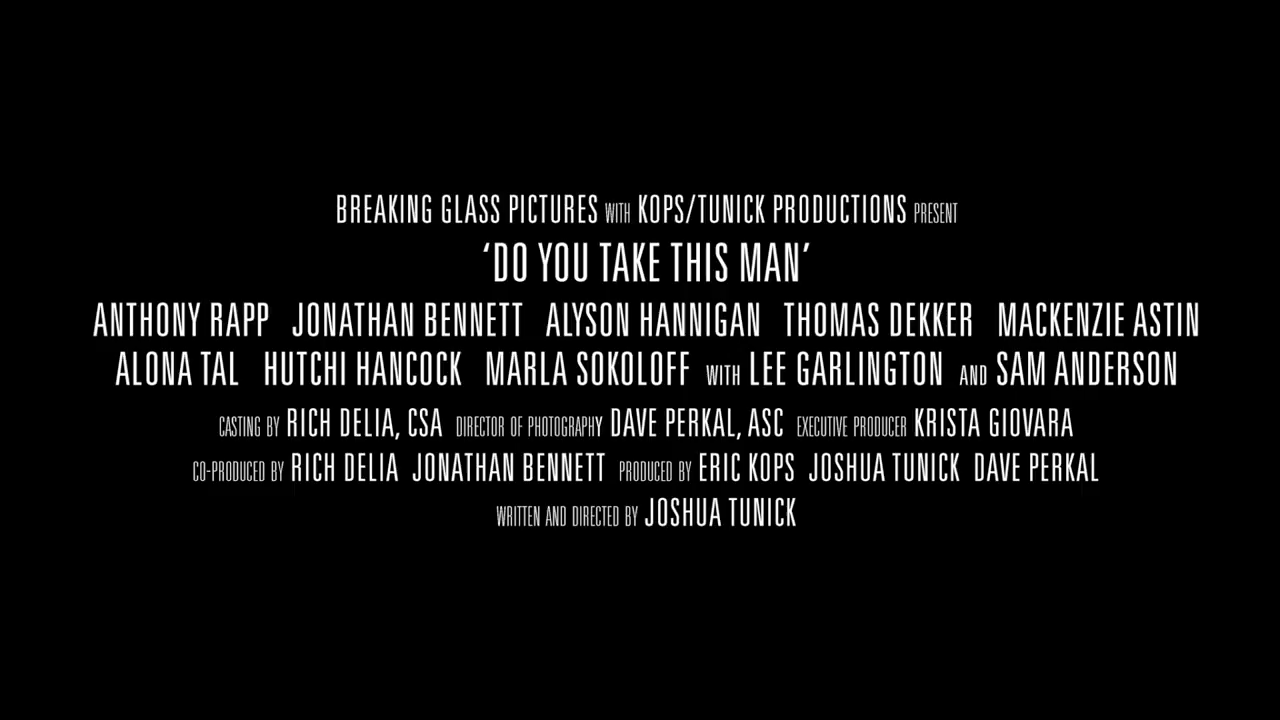 BREAKING GLASS PICTURES WITH KOPS/TUNICK PRODUCTIONS PRESENT
‘DO YOU TAKE THIS MAN’
ANTHONY RAPP JONATHAN BENNETT ALYSON HANNIGAN THOMAS DEKKER MACKENZIE ASTIN
ALONA TAL HUTCHI HANCOCK MARLA SOKOLOFF WITH LEE GARLINGTON AND SAM ANDERSON
CASTING BY RICH DELIA, CSA DIRECTOR OF PHOTOGRAPHY DAVE PERKAL, ASC EXECUTIVE PRODUCER KRISTA GIOVARA
CO-PRODUCED BY RICH DELIA JONATHAN BENNETT PRODUCED BY ERIC KOPS JOSHUA TUNICK DAVE PERKAL
WRITTEN AND DIRECTED BY JOSHUA TUNICK